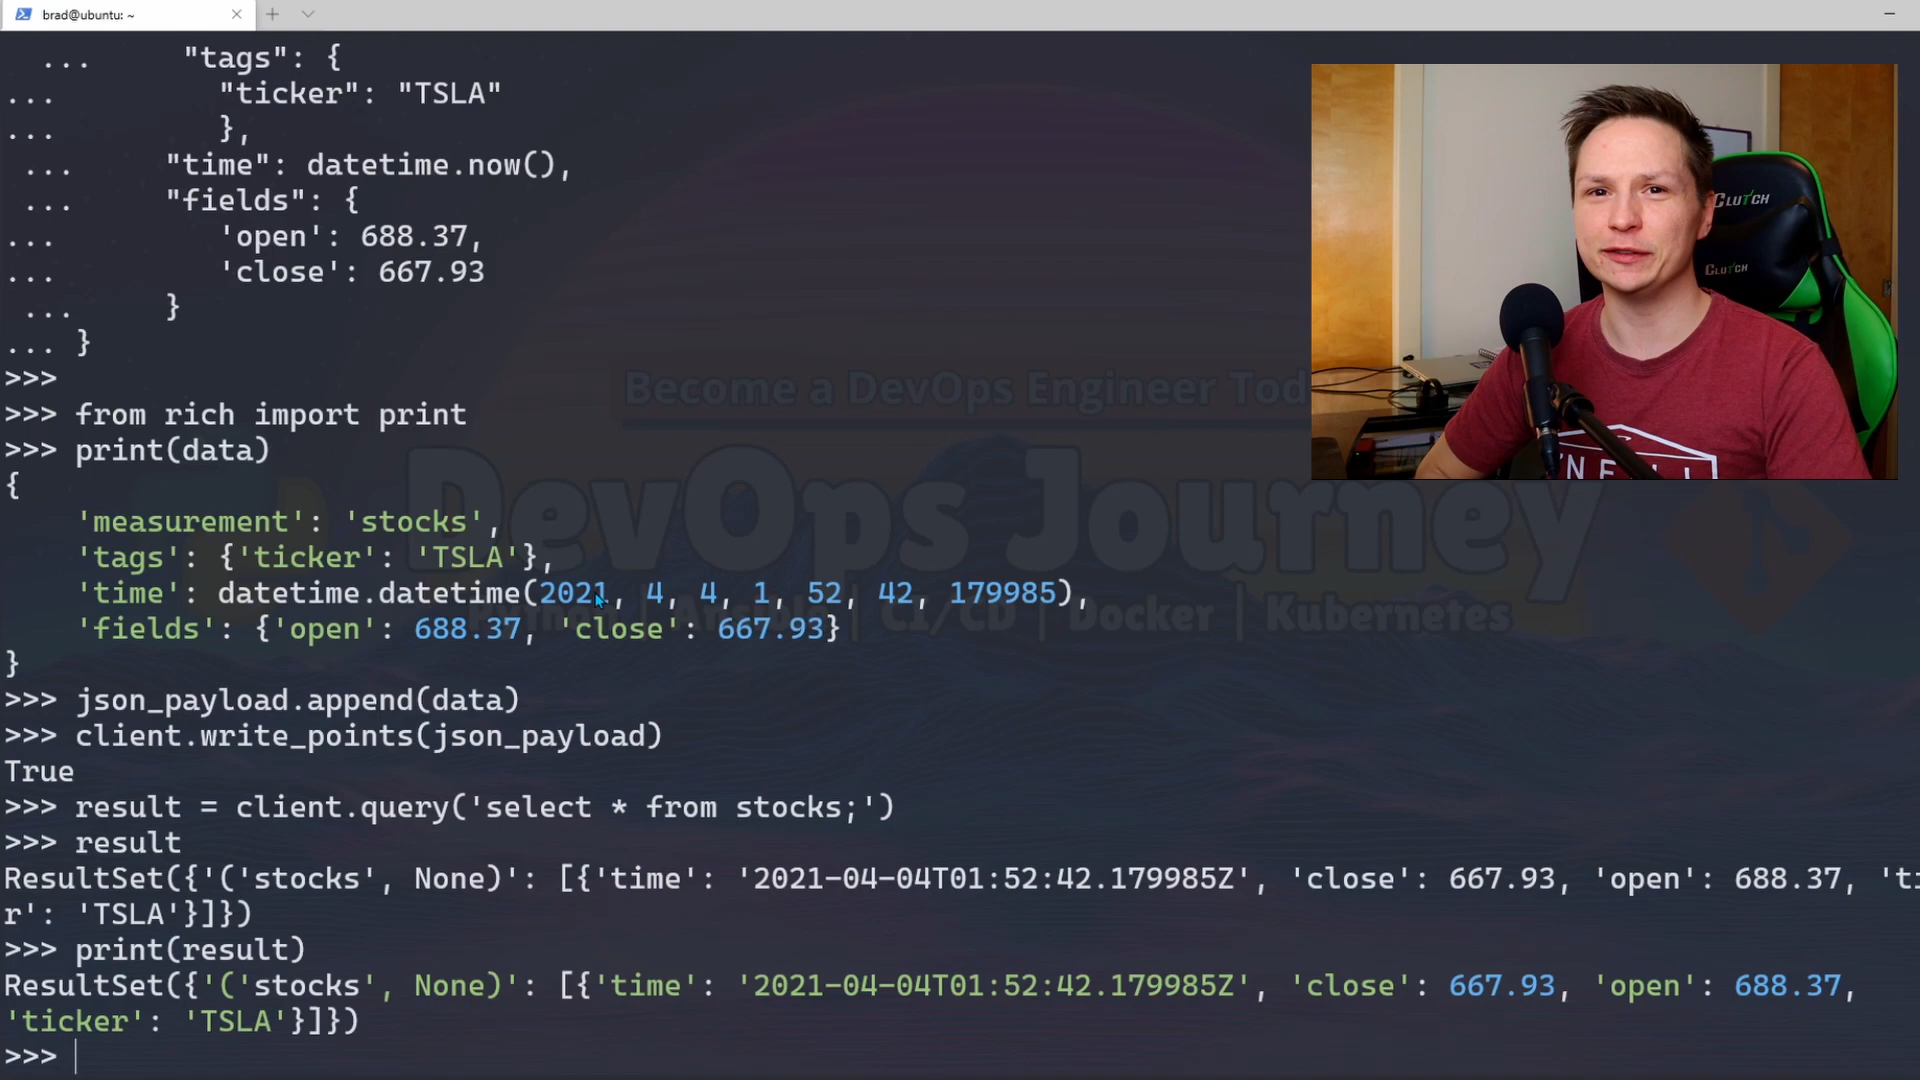 brad@ubuntu: ~
... "tags": {
... "ticker": "TSLA"
... },
... "time": datetime.now(),
... "fields": {
... 'open': 688.37,
... 'close': 667.93
... }
... }
>>>
>>> from rich import print
>>> print(data)
{
'measurement': 'stocks',
'tags': {'ticker': 'TSLA'},
'time': datetime.datetime(2021, 4, 4, 1, 52, 42, 179985),
'fields': {'open': 688.37, 'close': 667.93}
}
>>> json_payload.append(data)
>>> client.write_points(json_payload)
True
>>> result = client.query('select * from stocks;')
>>> result
ResultSet({'('stocks', None)': [{'time': '2021-04-04T01:52:42.179985Z', 'close': 667.93, 'open': 688.37, 'ti
r': 'TSLA'}]})
>>> print(result)
ResultSet({'('stocks', None)': [{'time': '2021-04-04T01:52:42.179985Z', 'close': 667.93, 'open': 688.37,
'ticker': 'TSLA'}]})
>>>
Become a DevOps Engineer Tod
DevOps Journey
Python | Ansible | CI/CD | Docker | Kubernetes
CLUTCH
CLUTCH